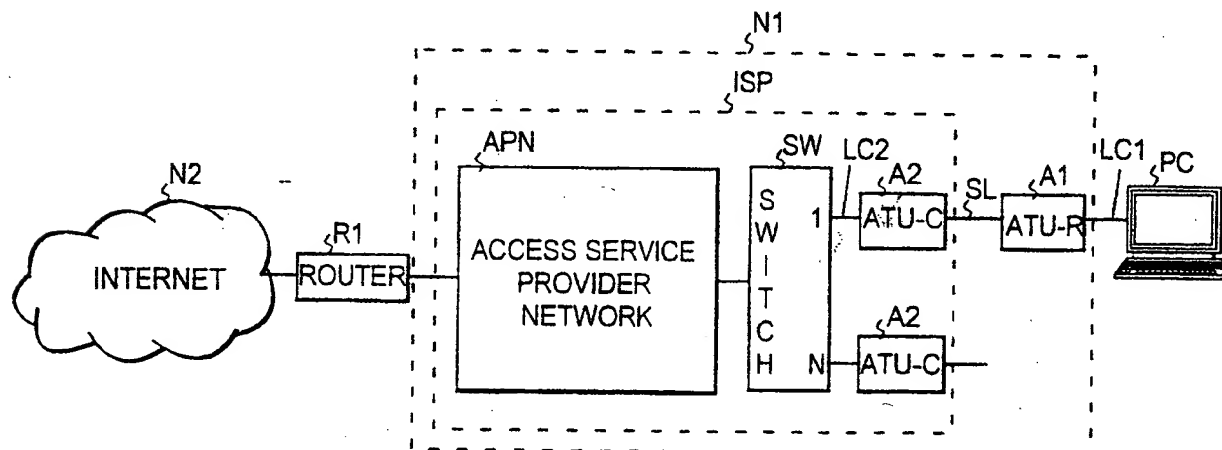 N1
ISP
APN
SW
LC2
A2
SL
A1
LC1
PC
N2
R1
INTERNET
ROUTER
ACCESS SERVICE
PROVIDER
NETWORK
SWITCH
1
N
ATU-C
ATU-R
A2
ATU-C